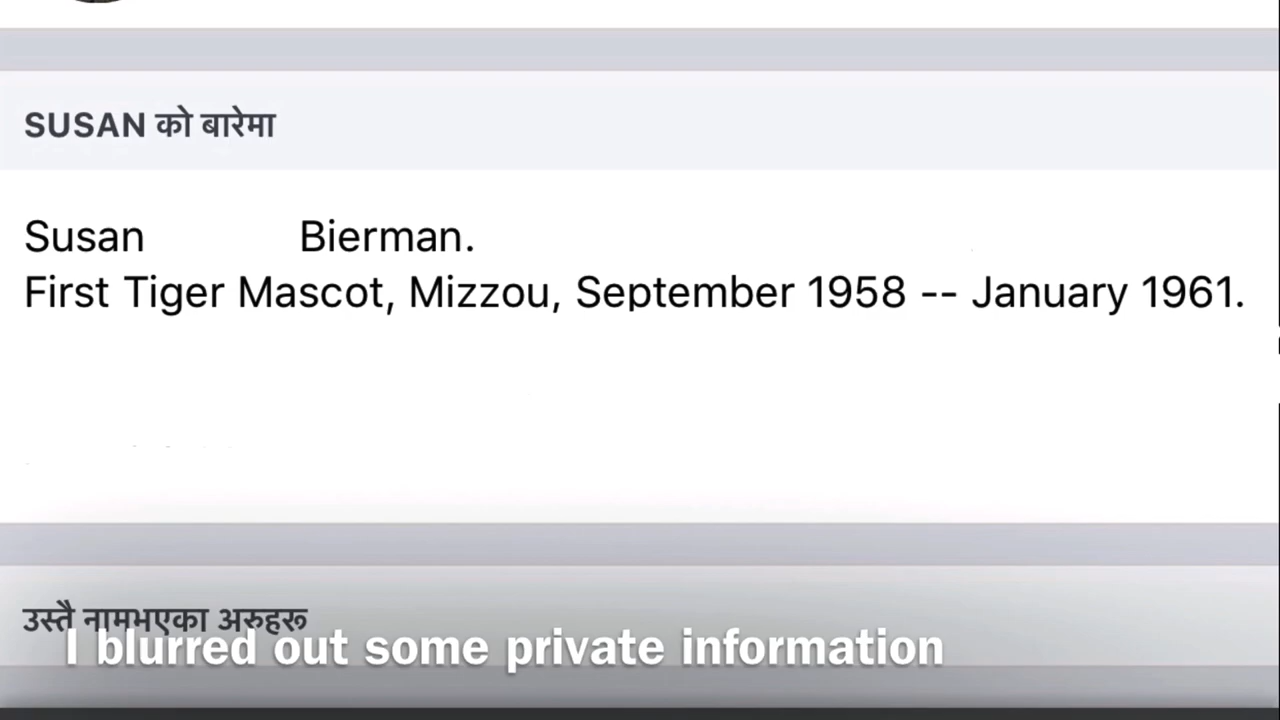 SUSAN को बारेमा
Susan Bierman.
First Tiger Mascot, Mizzou, September 1958 -- January 1961.
उस्तै नामभएका अरुहरू
I blurred out some private information